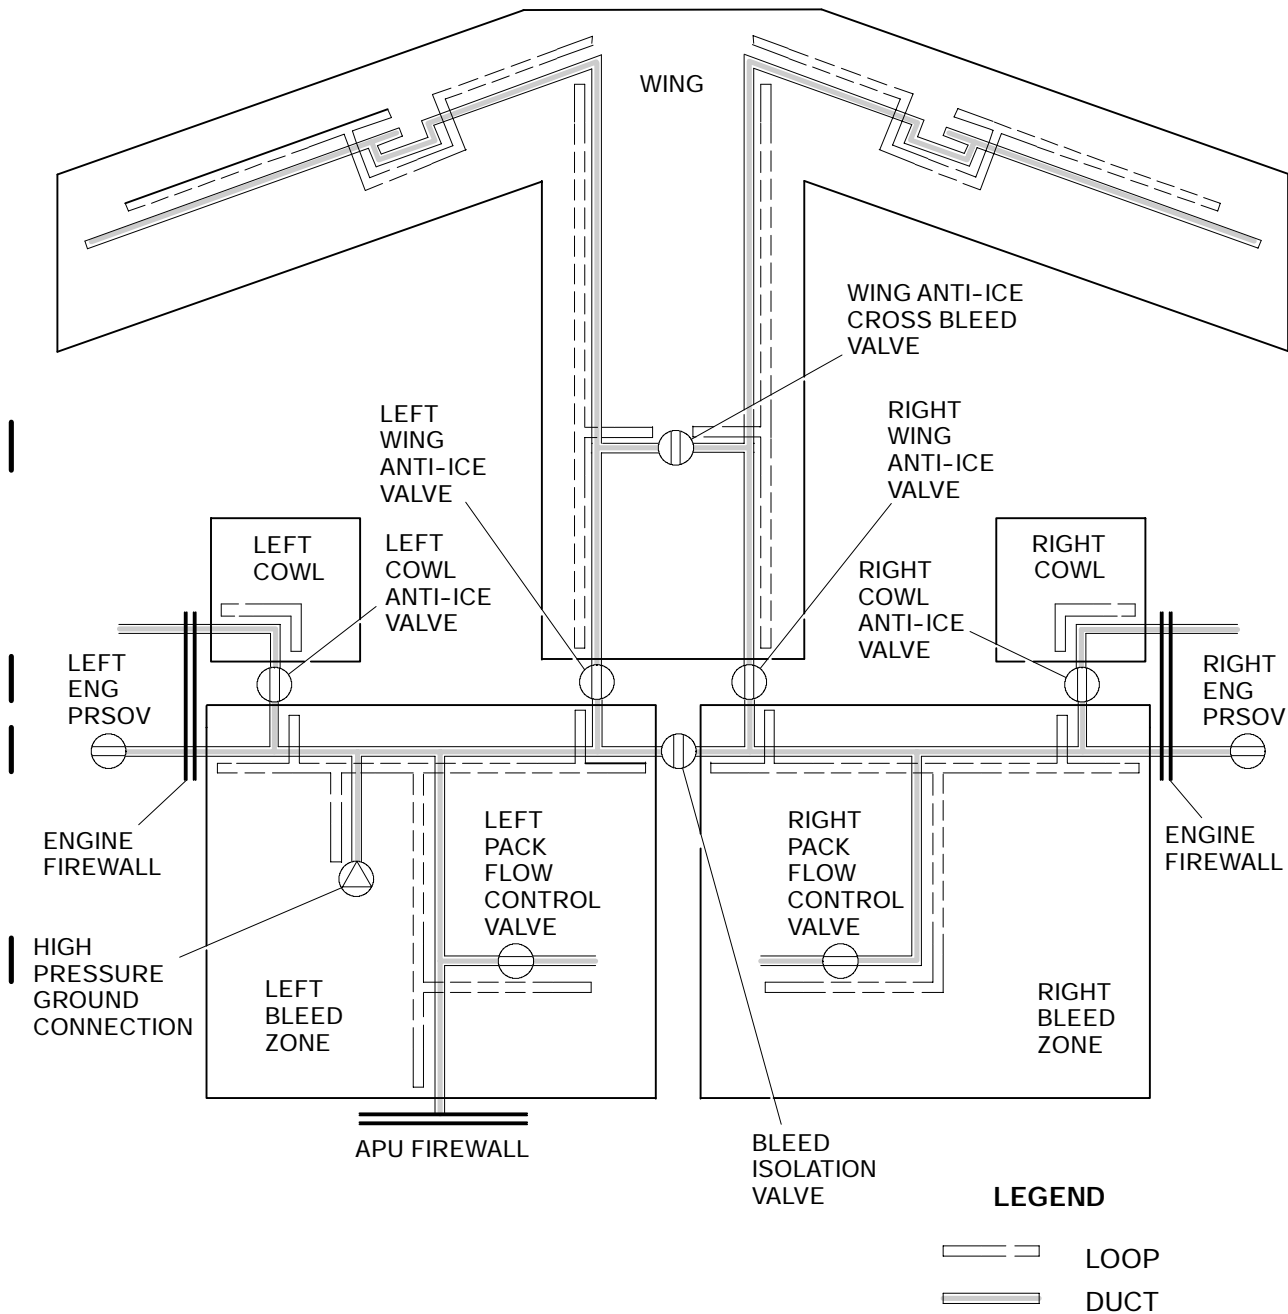 WING
WING ANTI-ICE
CROSS BLEED
VALVE
LEFT
WING
ANTI-ICE
VALVE
RIGHT
WING
ANTI-ICE
VALVE
LEFT
COWL
LEFT
COWL
ANTI-ICE
VALVE
RIGHT
COWL
ANTI-ICE
VALVE
RIGHT
COWL
LEFT
ENG
PRSOV
RIGHT
ENG
PRSOV
ENGINE
FIREWALL
LEFT
PACK
FLOW
CONTROL
VALVE
RIGHT
PACK
FLOW
CONTROL
VALVE
ENGINE
FIREWALL
HIGH
PRESSURE
GROUND
CONNECTION
LEFT
BLEED
ZONE
RIGHT
BLEED
ZONE
APU FIREWALL
BLEED
ISOLATION
VALVE
LEGEND
LOOP
DUCT